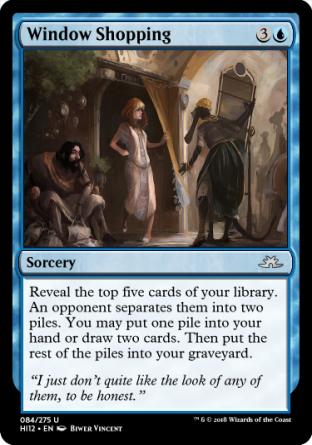 Window Shopping 3
Sorcery
Reveal the top five cards of your library.
An opponent separates them into two
piles. You may put one pile into your
hand or draw two cards. Then put the
rest of the piles into your graveyard.
“I just don’t quite like the look of any
of them, to be honest.”
084/275 U
HI12 • EN Biwer Vincent
™ & © 2018 Wizards of the Coast